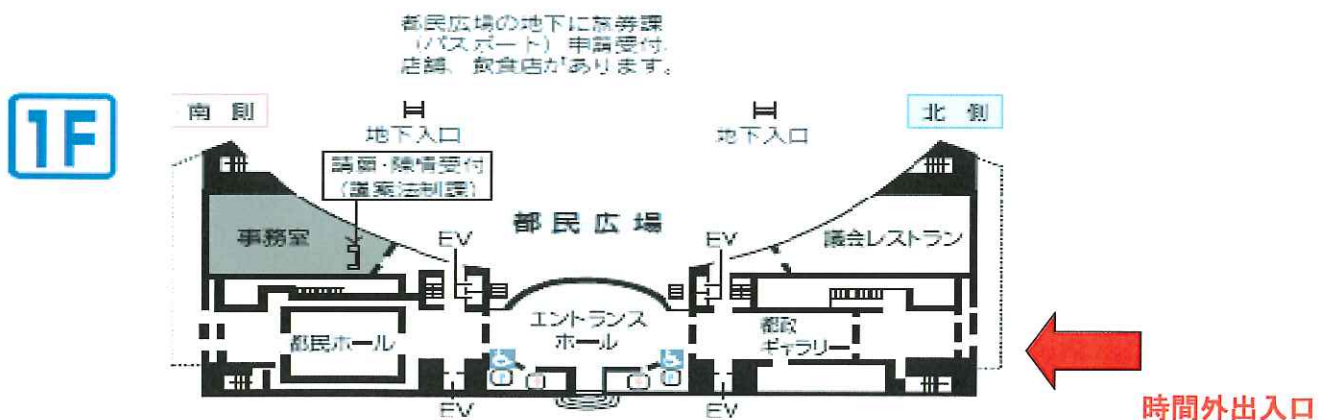 都民広場の地下に旅券課
(パスポート)申請受付、
店舗、飲食店があります。
1F
南側
北側
地下入口
地下入口
請願・陳情受付
(議案法制課)
都民広場
事務室
EV
EV
議会レストラン
エントランス
ホール
都民ホール
都政
ギャラリー
EV
EV
時間外出入口